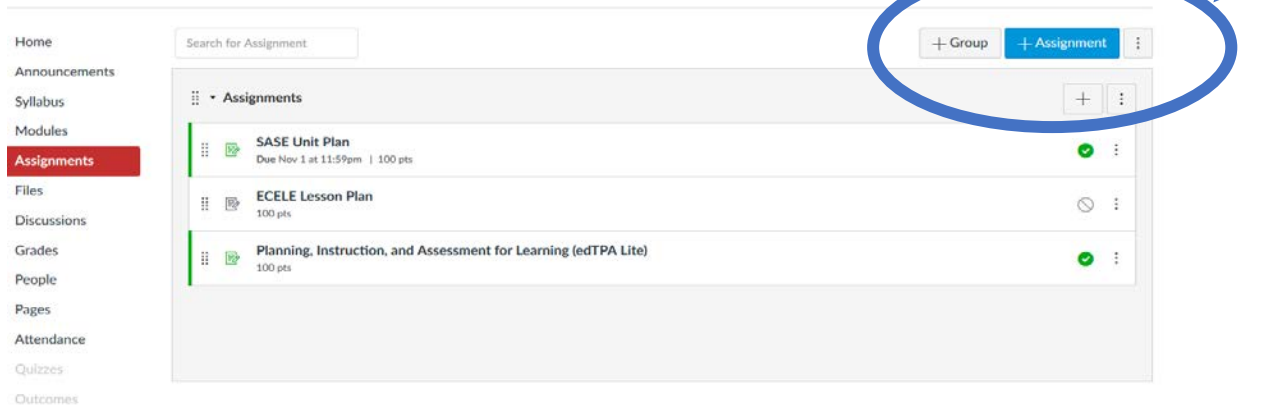 Home
Announcements
Syllabus
Modules
Assignments
Files
Discussions
Grades
People
Pages
Attendance
Quizzes
Outcomes
Search for Assignment
+ Group
+ Assignment
Assignments
SASE Unit Plan
Due Nov 1 at 11:59pm | 100 pts
ECELE Lesson Plan
100 pts
Planning, Instruction, and Assessment for Learning (edTPA Lite)
100 pts